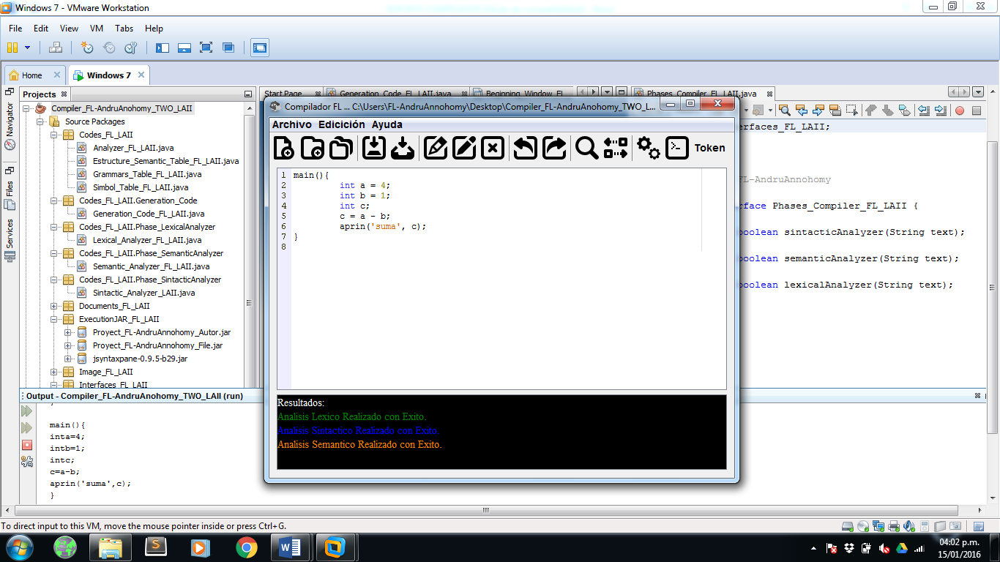 Windows 7 - VMware Workstation
File Edit View VM Tabs Help
Home Windows 7
Projects
Start Page Generation_Code_FL_LAII.java Beginning_Window_FL Phases_Compiler_FL_LAII.java
Navigator
Files
Services
Compiler_FL-AndruAnohomy_TWO_LAII
Source Packages
Codes_FL_LAII
Analyzer_FL_LAII.java
Estructure_Semantic_Table_FL_LAII.java
Grammars_Table_FL_LAII.java
Simbol_Table_FL_LAII.java
Codes_FL_LAII.Generation_Code
Generation_Code_FL_LAII.java
Codes_FL_LAII.Phase_LexicalAnalyzer
Lexical_Analyzer_FL_LAII.java
Codes_FL_LAII.Phase_SemanticAnalyzer
Semantic_Analyzer_FL_LAII.java
Codes_FL_LAII.Phase_SintacticAnalyzer
Sintactic_Analyzer_LAII.java
Documents_FL_LAII
ExecutionJAR_FL_LAII
Proyect_FL-AndruAnnohomy_Autor.jar
Proyect_FL-AndruAnnohomy_File.jar
jsyntaxpane-0.9.5-b29.jar
Image_FL_LAII
Interfaces_FL_LAII
Compilador FL ... C:\Users\FL-AndruAnnohomy\Desktop\Compiler_FL-AndruAnohomy_TWO_L...
Archivo Edicición Ayuda
Token
1 main(){
2 int a = 4;
3 int b = 1;
4 int c;
5 c = a - b;
6 aprin('suma', c);
7 }
8
Resultados:
Analisis Lexico Realizado con Exito.
Analisis Sintactico Realizado con Exito.
Analisis Semantico Realizado con Exito.
erfaces_FL_LAII;
FL-AndruAnnohomy
rface Phases_Compiler_FL_LAII {
boolean sintacticAnalyzer(String text);
boolean semanticAnalyzer(String text);
boolean lexicalAnalyzer(String text);
Output - Compiler_FL-AndruAnohomy_TWO_LAII (run)
main(){
inta=4;
intb=1;
intc;
c=a-b;
aprin('suma',c);
}
To direct input to this VM, move the mouse pointer inside or press Ctrl+G.
04:02 p.m.
15/01/2016